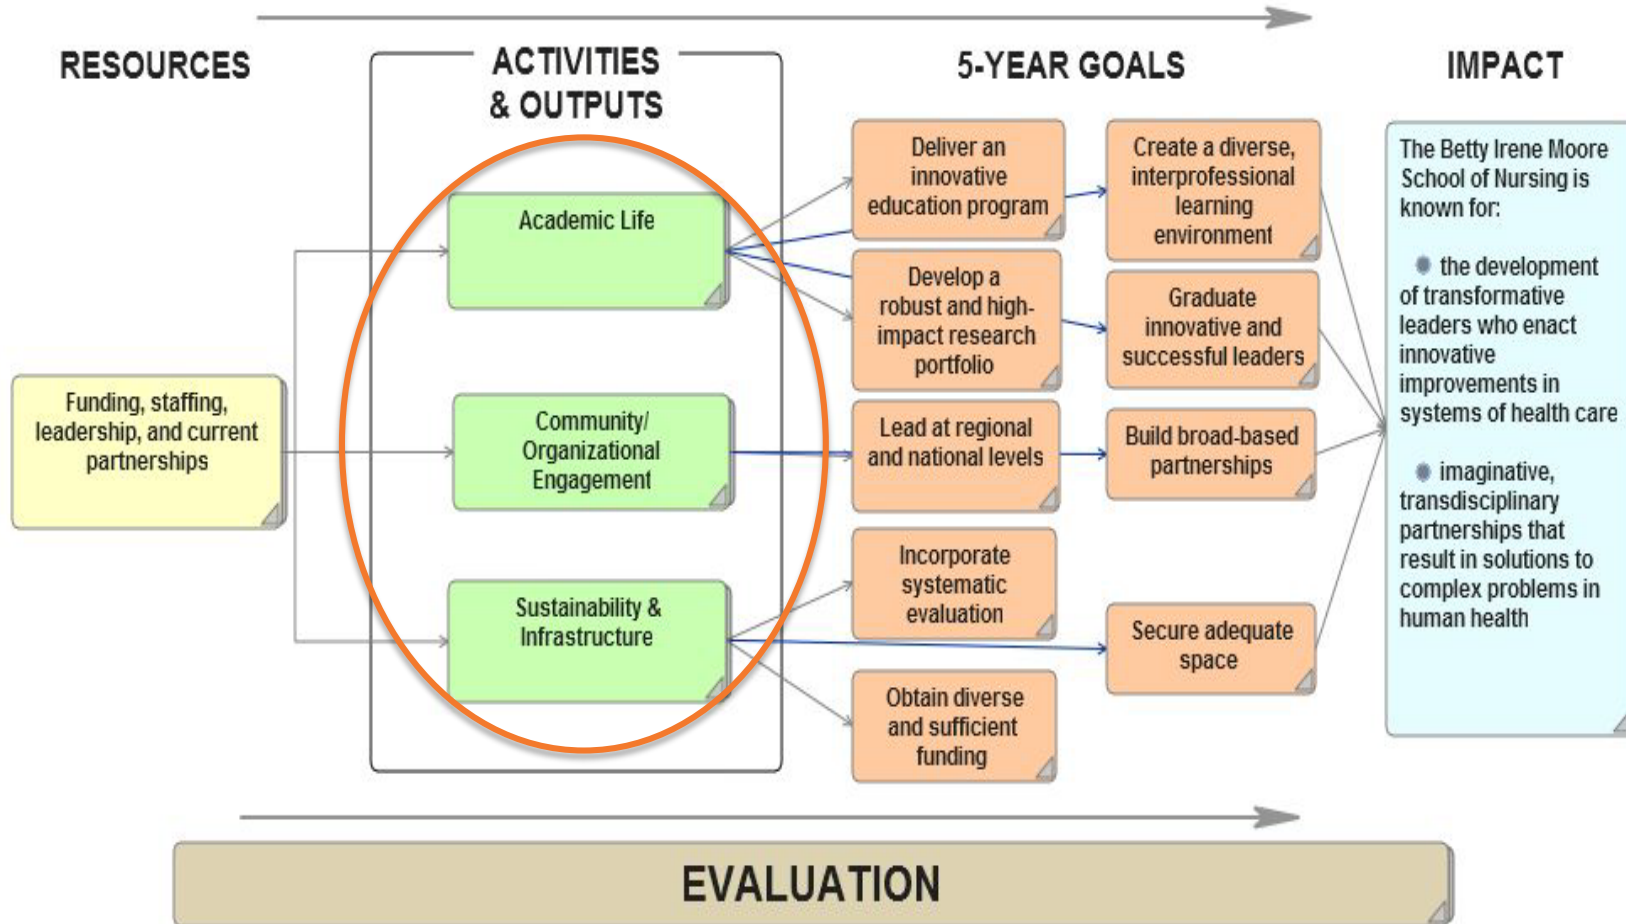 RESOURCES
ACTIVITIES
& OUTPUTS
5-YEAR GOALS
IMPACT
Funding, staffing,
leadership, and current
partnerships
Academic Life
Community/
Organizational
Engagement
Sustainability &
Infrastructure
Deliver an
innovative
education program
Develop a
robust and high-
impact research
portfolio
Lead at regional
and national levels
Incorporate
systematic
evaluation
Obtain diverse
and sufficient
funding
Create a diverse,
interprofessional
learning
environment
Graduate
innovative and
successful leaders
Build broad-based
partnerships
Secure adequate
space
The Betty Irene Moore
School of Nursing is
known for:
the development
of transformative
leaders who enact
innovative
improvements in
systems of health care
imaginative,
transdisciplinary
partnerships that
result in solutions to
complex problems in
human health
EVALUATION